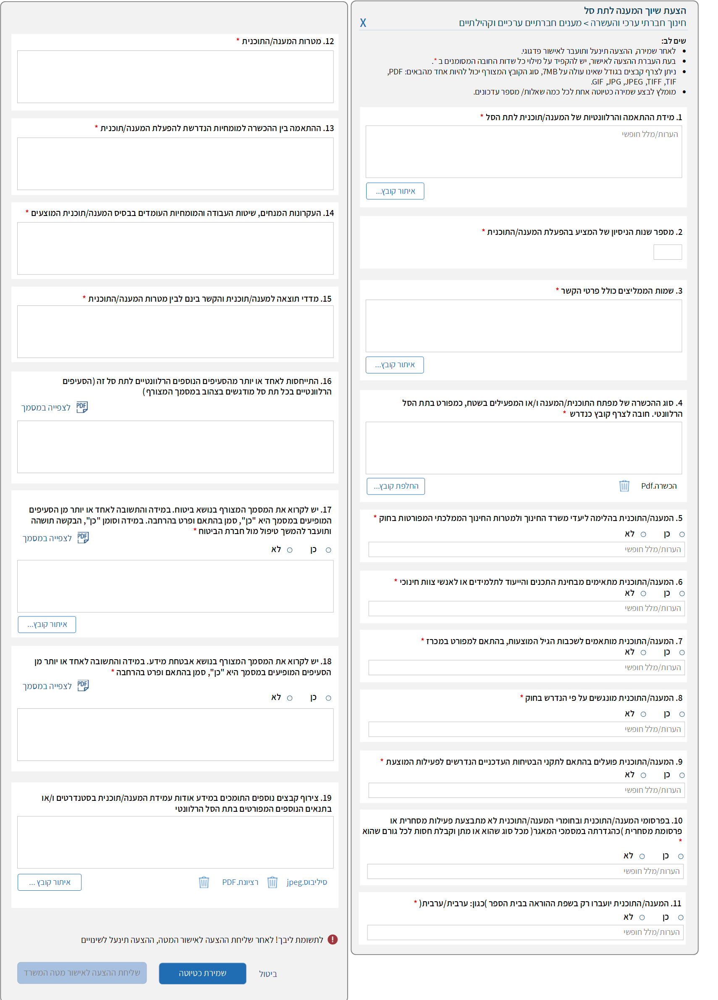 הצעת שיוך המענה לתת סל
חינוך חברתי ערכי והעשרה > מענים חברתיים ערכיים וקהילתיים
X
שים לב:
• לאחר שמירה, ההצעה תינעל ותועבר לאישור פדגוגי.
• בעת העברת ההצעה לאישור, יש להקפיד על מילוי כל שדות החובה המסומנים ב *.
• ניתן לצרף קבצים בגודל שאינו עולה על 7MB, סוג הקובץ המצורף יכול להיות אחד מהבאים: PDF,
TIF, TIFF, JPEG, JPG, GIF.
• מומלץ לבצע שמירה כטיוטה אחת לכל כמה שאלות/ מספר עדכונים.
1. מידת ההתאמה והרלוונטיות של המענה/תוכנית לתת הסל *
הערות/מלל חופשי
איתור קובץ...
2. מספר שנות הניסיון של המציע בהפעלת המענה/התוכנית *
3. שמות הממליצים כולל פרטי הקשר *
איתור קובץ...
4. סוג ההכשרה של מפתח התוכנית/המענה ו/או המפעילים בשטח, כמפורט בתת הסל
הרלוונטי. חובה לצרף קובץ כנדרש *
הכשרה.Pdf
החלפת קובץ...
5. המענה/התוכנית בהלימה ליעדי משרד החינוך ולמטרות החינוך הממלכתי המפורטות בחוק *
כן לא
הערות/מלל חופשי
6. המענה/התוכנית מתאימים מבחינת התכנים והייעוד לתלמידים או לאנשי צוות חינוכי *
כן לא
הערות/מלל חופשי
7. המענה/התוכנית מותאמים לשכבות הגיל המוצעות, בהתאם למפורט במכרז *
כן לא
הערות/מלל חופשי
8. המענה/התוכנית מונגשים על פי הנדרש בחוק *
כן לא
הערות/מלל חופשי
9. המענה/התוכנית פועלים בהתאם לתקני הבטיחות העדכניים הנדרשים לפעילות המוצעת *
כן לא
הערות/מלל חופשי
10. בפרסומי המענה/התוכנית ובחומרי המענה/התוכנית לא מתבצעת פעילות מסחרית או
פרסומת מסחרית )כהגדרתה במסמכי המאגר( מכל סוג שהוא או מתן וקבלת חסות לכל גורם שהוא
*
כן לא
הערות/מלל חופשי
11. המענה/התוכנית יועברו רק בשפת ההוראה בבית הספר )כגון: ערבית/ערבית( *
כן לא
הערות/מלל חופשי
12. מטרות המענה/התוכנית *
13. ההתאמה בין ההכשרה למומחיות הנדרשת להפעלת המענה/תוכנית *
14. העקרונות המנחים, שיטות העבודה והמומחיות העומדים בבסיס המענה/תוכנית המוצעים *
15. מדדי תוצאה למענה/תוכנית והקשר בינם לבין מטרות המענה/התוכנית *
16. התייחסות לאחד או יותר מהסעיפים הנוספים הרלוונטיים לתת סל זה (הסעיפים
הרלוונטיים בכל תת סל מודגשים בצהוב במסמך המצורף)
PDF לצפייה במסמך
17. יש לקרוא את המסמך המצורף בנושא ביטוח. במידה והתשובה לאחד או יותר מן הסעיפים
המופיעים במסמך היא "כן", סמן בהתאם ופרט בהרחבה. במידה וסומן "כן", הבקשה תושהה
ותועבר להמשך טיפול מול חברת הביטוח *
PDF לצפייה במסמך
כן לא
איתור קובץ...
18. יש לקרוא את המסמך המצורף בנושא אבטחת מידע. במידה והתשובה לאחד או יותר מן
הסעיפים המופיעים במסמך היא "כן", סמן בהתאם ופרט בהרחבה *
PDF לצפייה במסמך
כן לא
19. צירוף קבצים נוספים התומכים במידע אודות עמידת המענה/תוכנית בסטנדרטים ו/או
בתנאים הנוספים המפורטים בתת הסל הרלוונטי
סיליבוס.jpeg רציונת.PDF איתור קובץ ...
לתשומת ליבך! לאחר שליחת ההצעה לאישור המטה, ההצעה תינעל לשינויים
ביטול שמירת כטיוטה שליחת ההצעה לאישור מטה המשרד